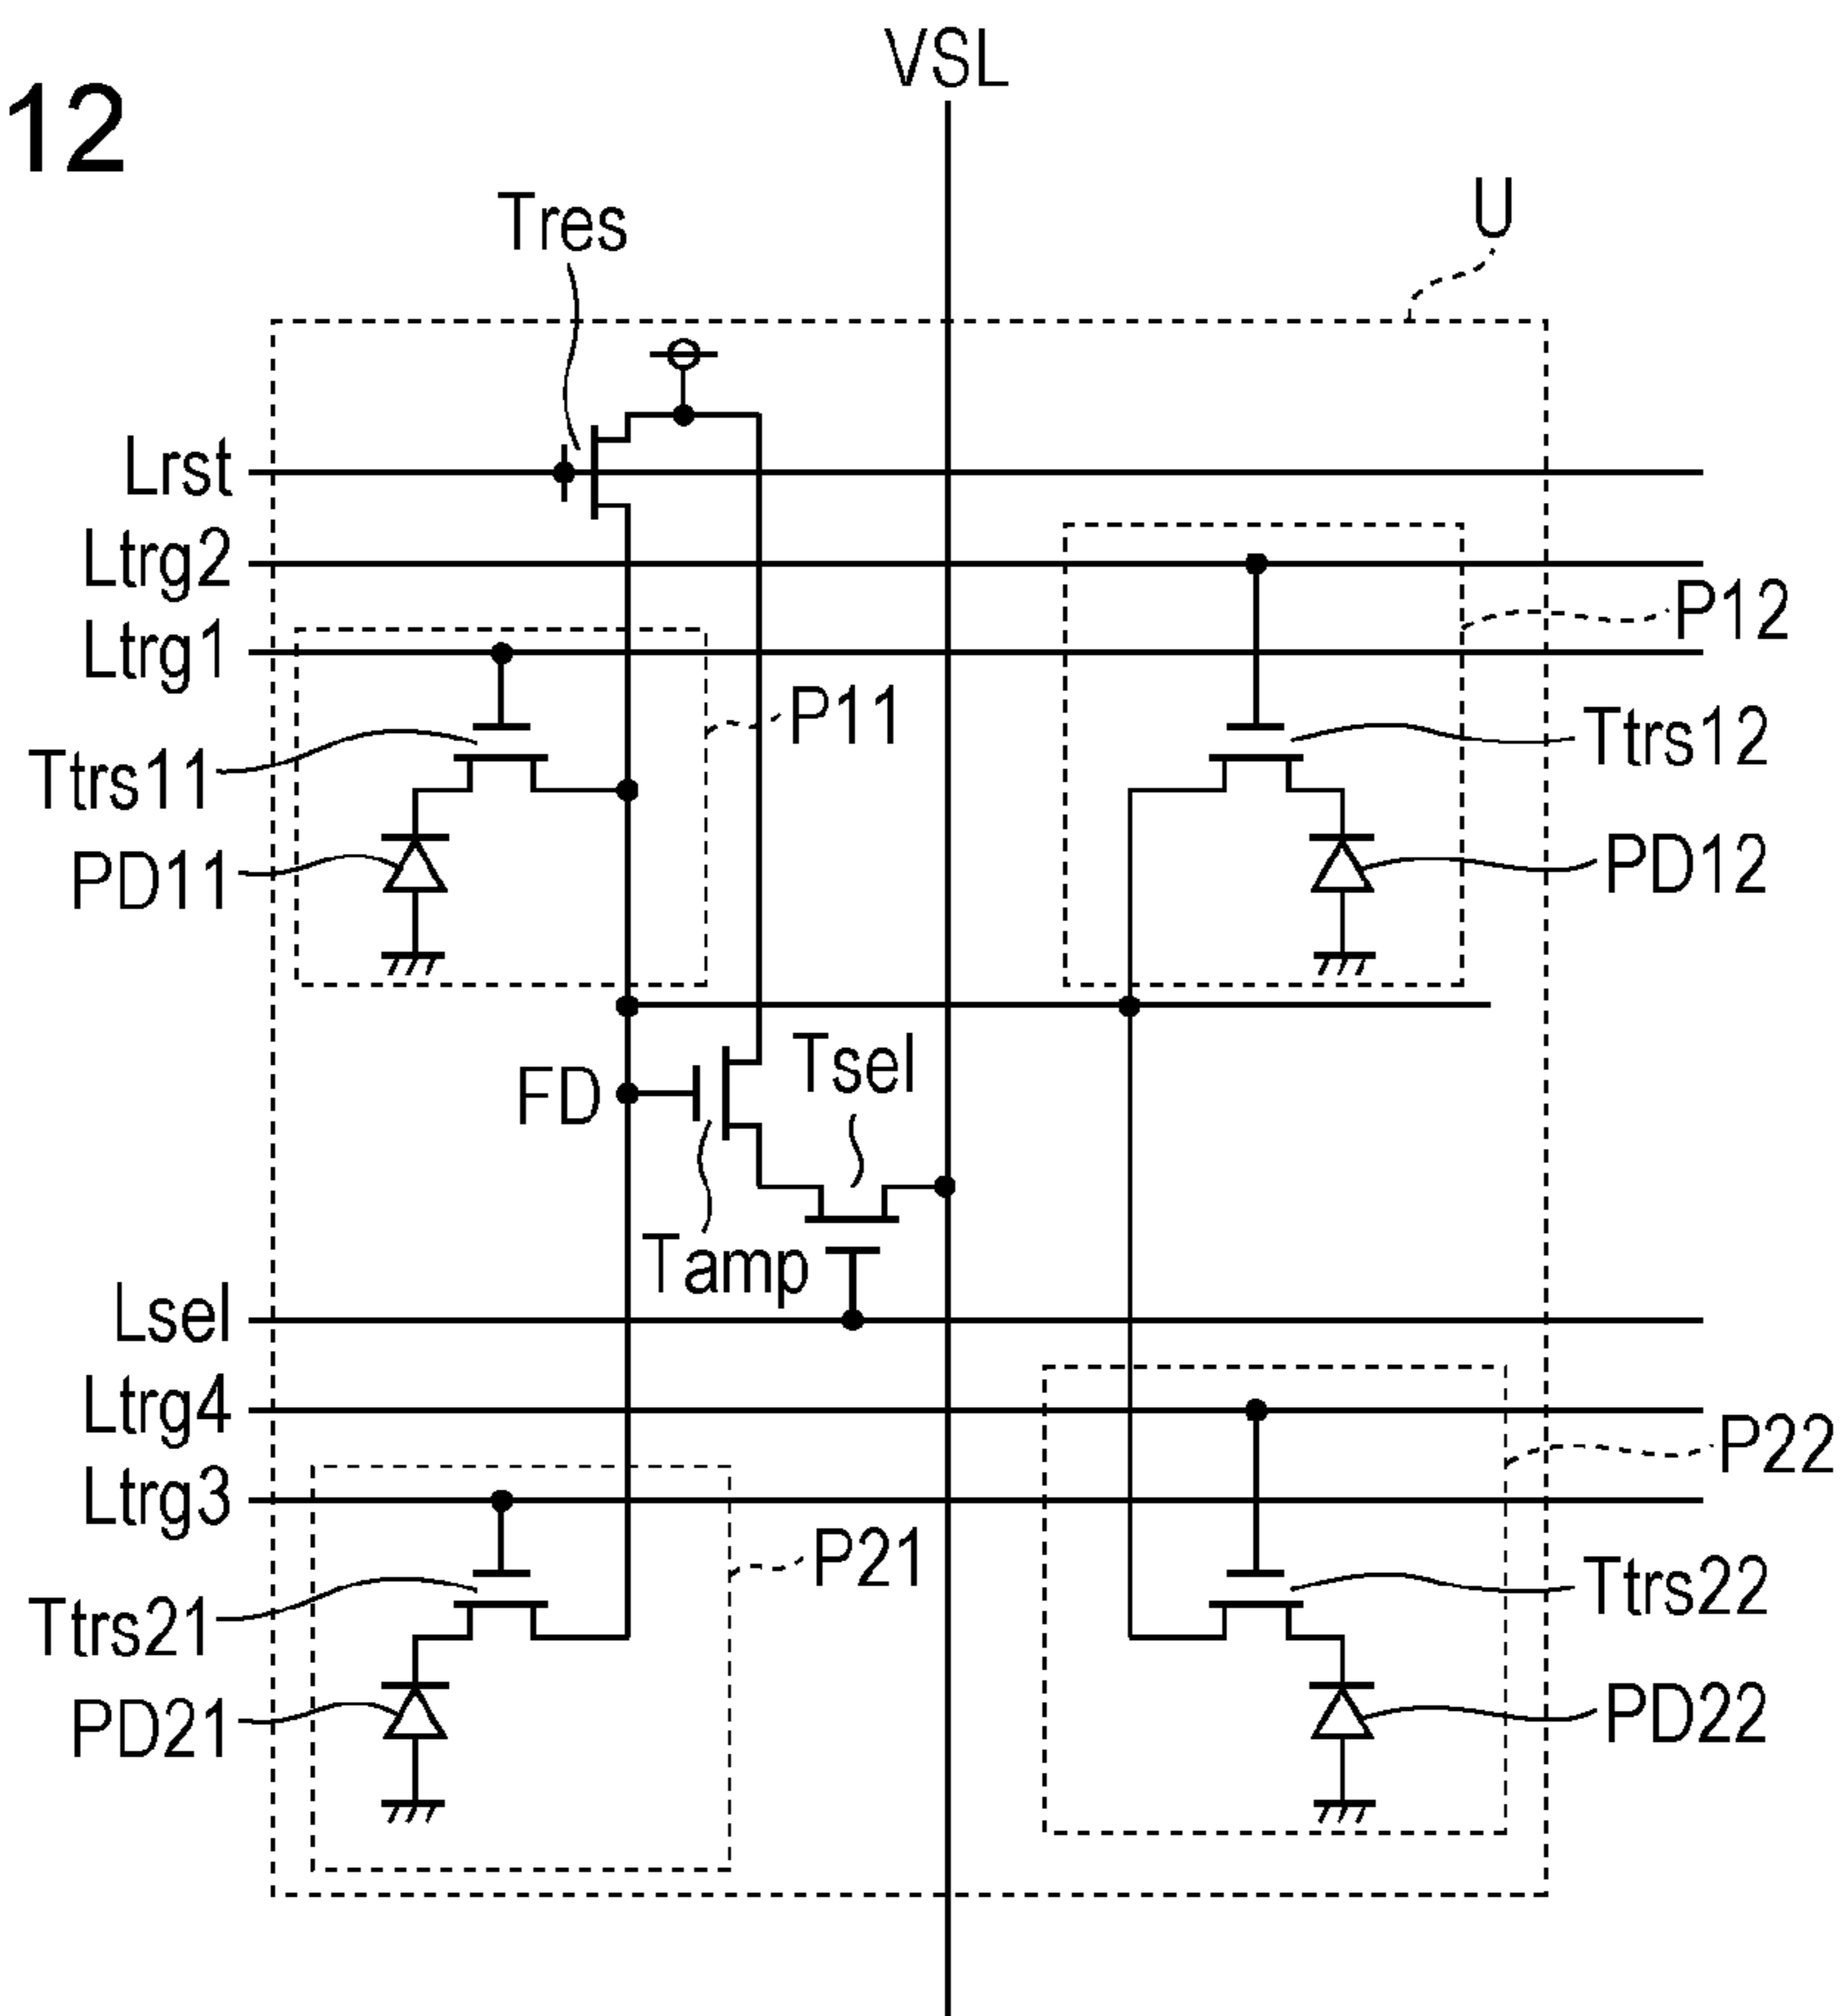 12
VSL
Tres
U
Lrst
Ltrg2
P12
Ltrg1
P11
Ttrs11
Ttrs12
PD11
PD12
Tsel
FD
Tamp
Lsel
Ltrg4
P22
Ltrg3
P21
Ttrs21
Ttrs22
PD21
PD22